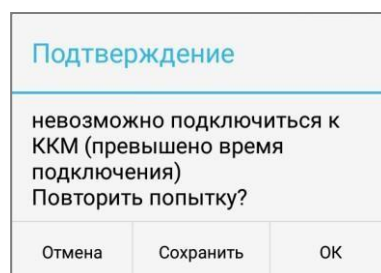 Подтверждение
невозможно подключиться к
ККМ (превышено время
подключения)
Повторить попытку?
Отмена Сохранить ОК